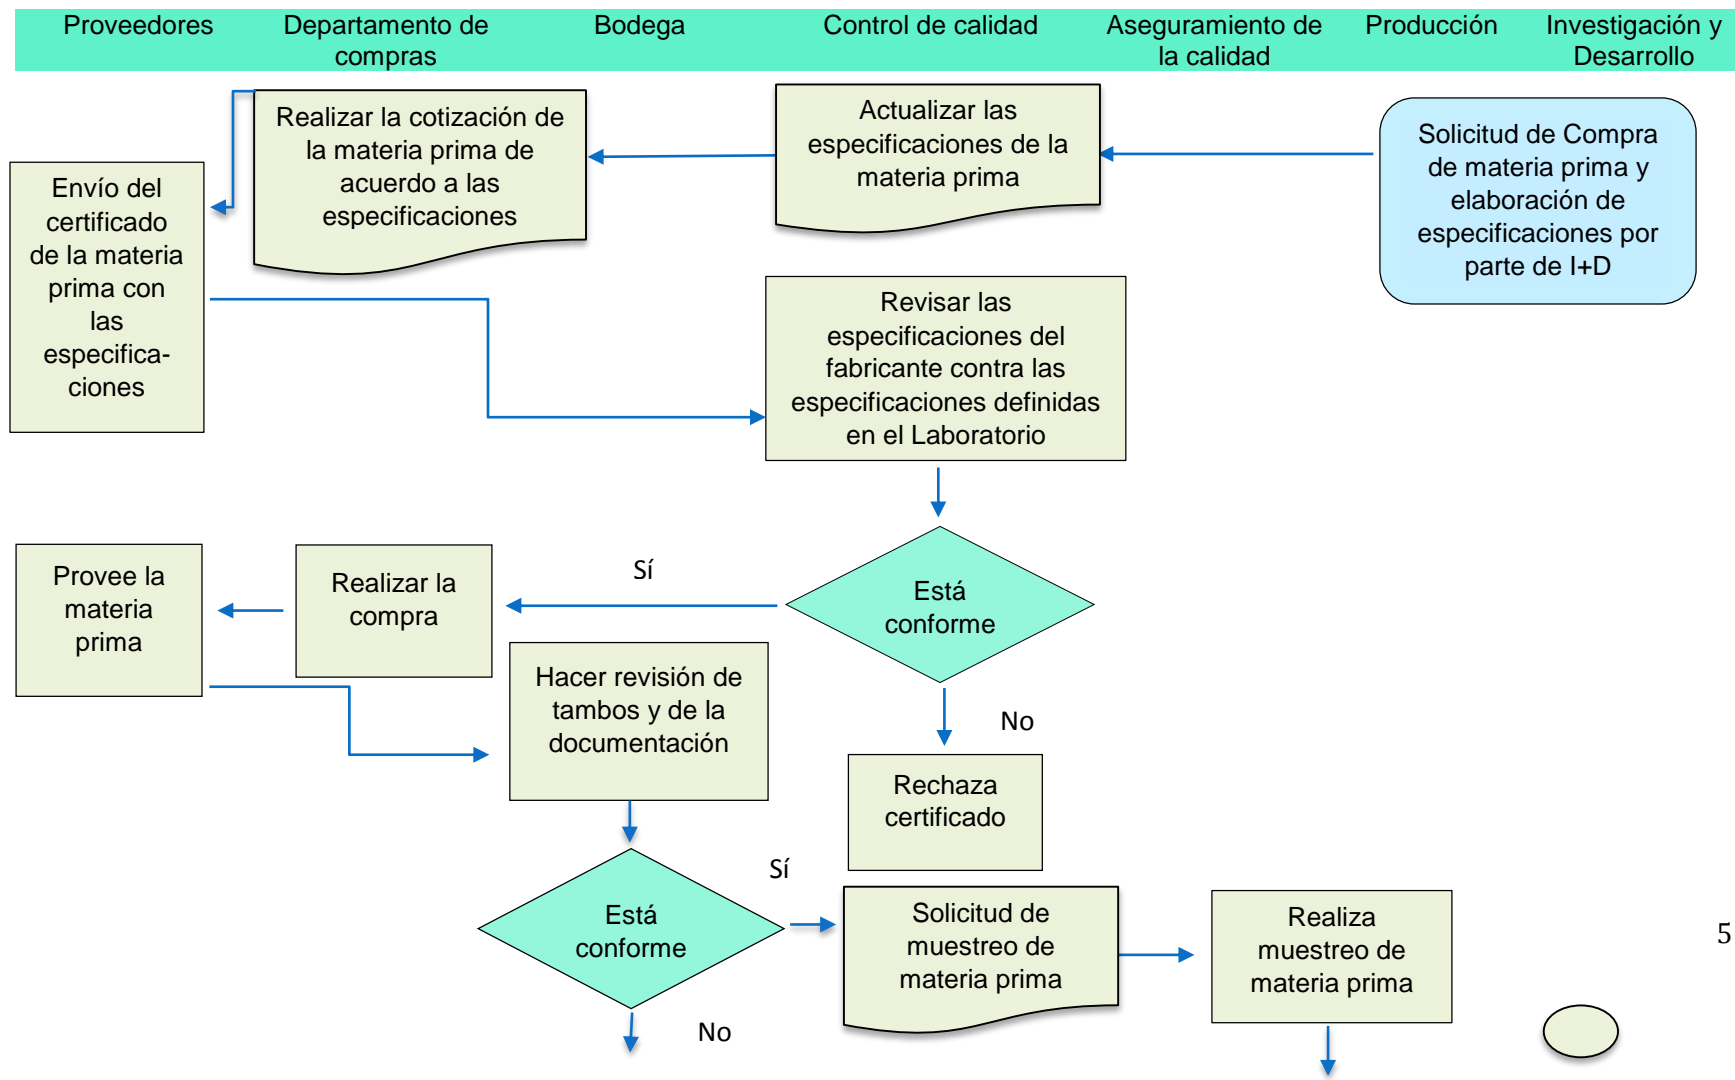 Proveedores
Departamento de
compras
Bodega
Control de calidad
Aseguramiento de
la calidad
Producción
Investigación y
Desarrollo
Realizar la cotización de
la materia prima de
acuerdo a las
especificaciones
Actualizar las
especificaciones de la
materia prima
Solicitud de Compra
de materia prima y
elaboración de
especificaciones por
parte de I+D
Envío del
certificado
de la materia
prima con
las
especifica-
ciones
Revisar las
especificaciones del
fabricante contra las
especificaciones definidas
en el Laboratorio
Provee la
materia
prima
Realizar la
compra
Sí
Está
conforme
Hacer revisión de
tambos y de la
documentación
No
Rechaza
certificado
Está
conforme
Sí
Solicitud de
muestreo de
materia prima
Realiza
muestreo de
materia prima
5
No